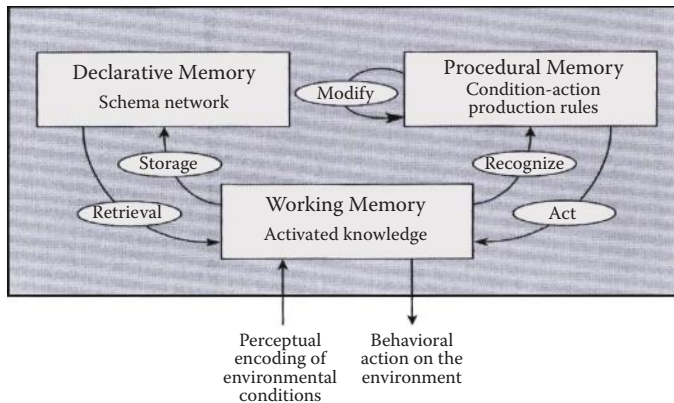 Declarative Memory
Schema network
Modify
Procedural Memory
Condition-action
production rules
Storage
Recognize
Retrieval
Act
Working Memory
Activated knowledge
Perceptual
encoding of
environmental
conditions
Behavioral
action on the
environment